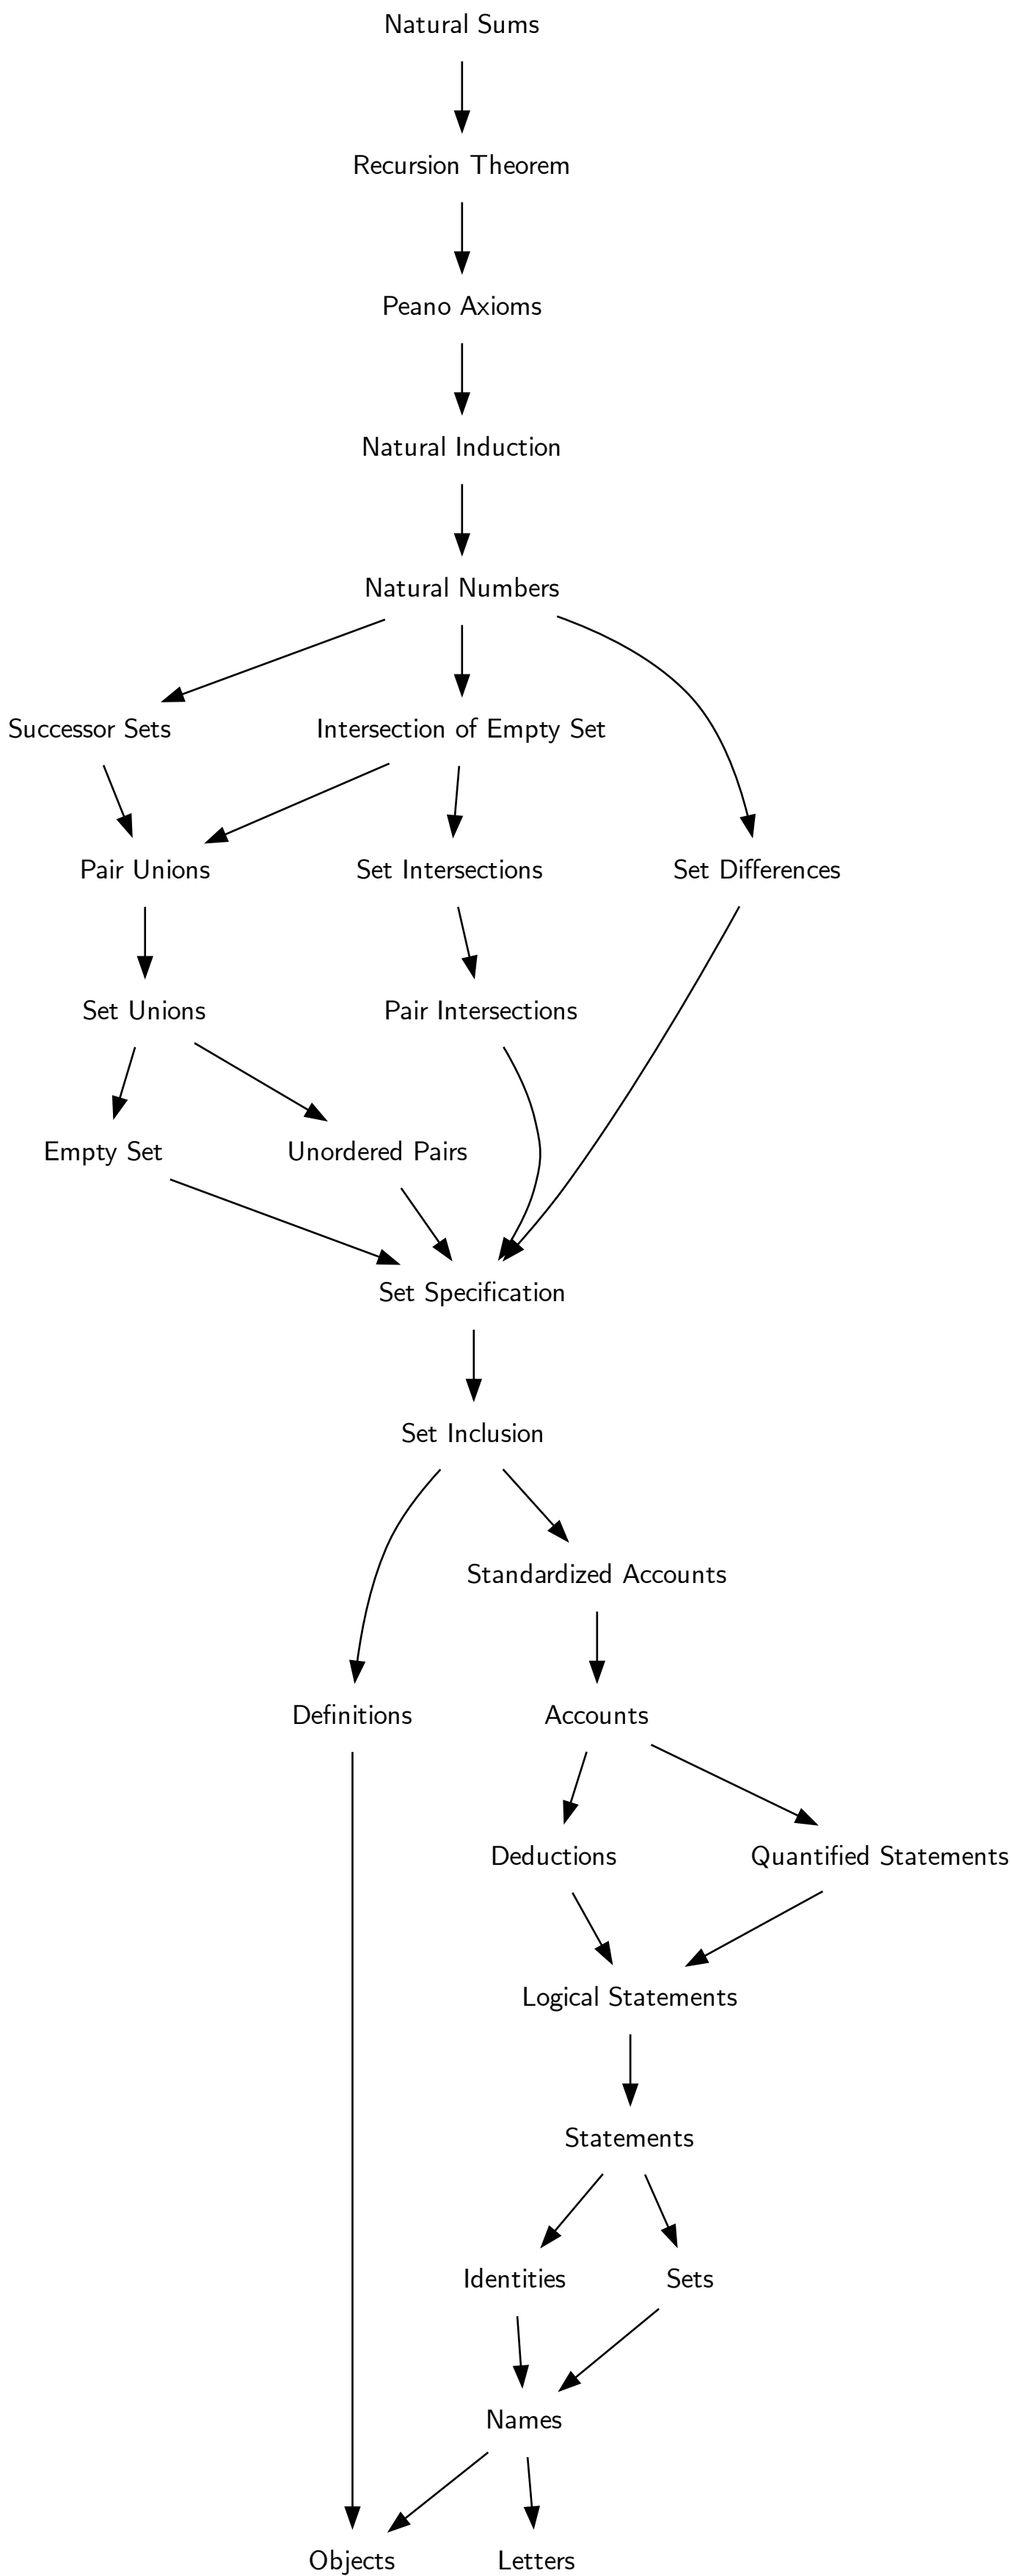 Natural Sums
Recursion Theorem
Peano Axioms
Natural Induction
Natural Numbers
Successor Sets
Intersection of Empty Set
Pair Unions
Set Intersections
Set Differences
Set Unions
Pair Intersections
Empty Set
Unordered Pairs
Set Specification
Set Inclusion
Standardized Accounts
Definitions
Accounts
Deductions
Quantified Statements
Logical Statements
Statements
Identities
Sets
Names
Objects
Letters